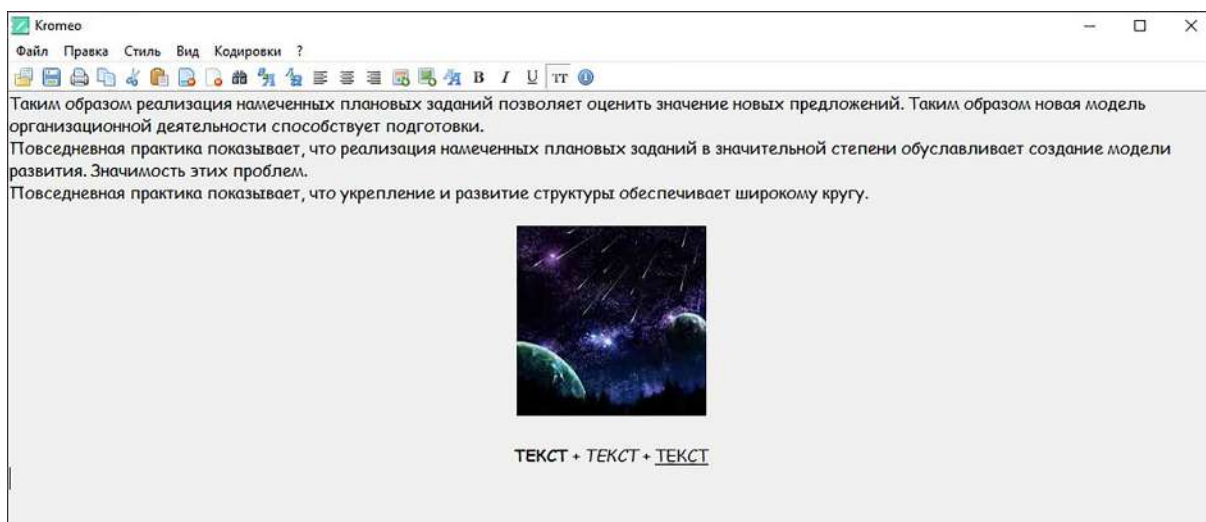 Kromeo
Файл Правка Стиль Вид Кодировки ?
B I U TT
Таким образом реализация намеченных плановых заданий позволяет оценить значение новых предложений. Таким образом новая модель
организационной деятельности способствует подготовки.
Повседневная практика показывает, что реализация намеченных плановых заданий в значительной степени обуславливает создание модели
развития. Значимость этих проблем.
Повседневная практика показывает, что укрепление и развитие структуры обеспечивает широкому кругу.
ТЕКСТ + ТЕКСТ + ТЕКСТ